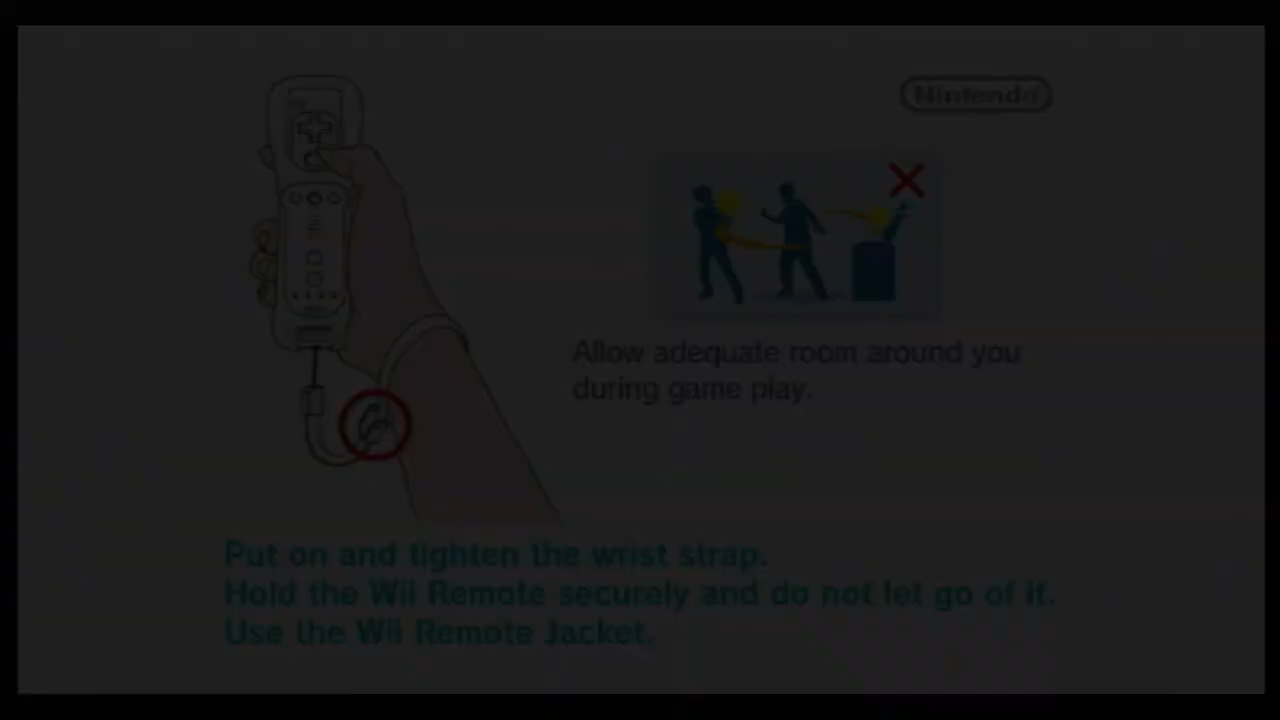 Nintendo
Allow adequate room around you
during game play.
Put on and tighten the wrist strap.
Hold the Wii Remote securely and do not let go of it.
Use the Wii Remote Jacket.